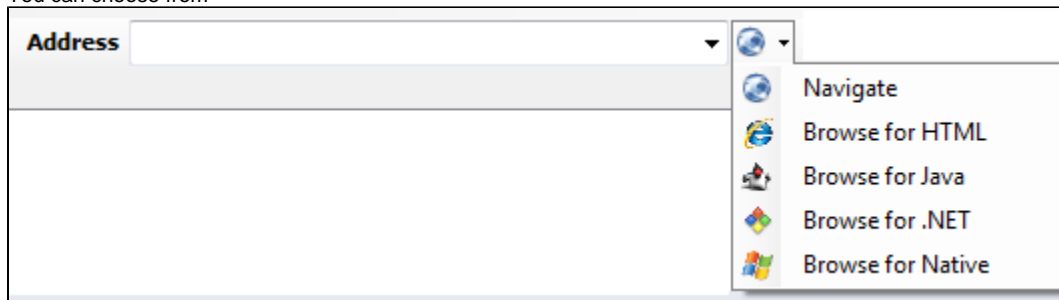 Address
Navigate
Browse for HTML
Browse for Java
Browse for .NET
Browse for Native